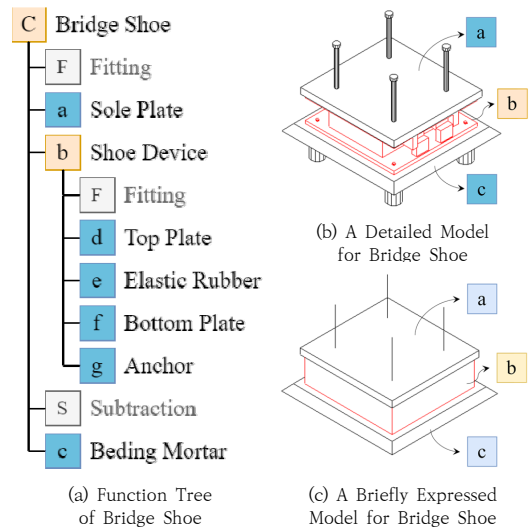 C Bridge Shoe
F Fitting
a Sole Plate
b Shoe Device
F Fitting
d Top Plate
e Elastic Rubber
f Bottom Plate
g Anchor
S Subtraction
c Beding Mortar
(a) Function Tree
of Bridge Shoe
a
b
c
(b) A Detailed Model
for Bridge Shoe
a
b
c
(c) A Briefly Expressed
Model for Bridge Shoe